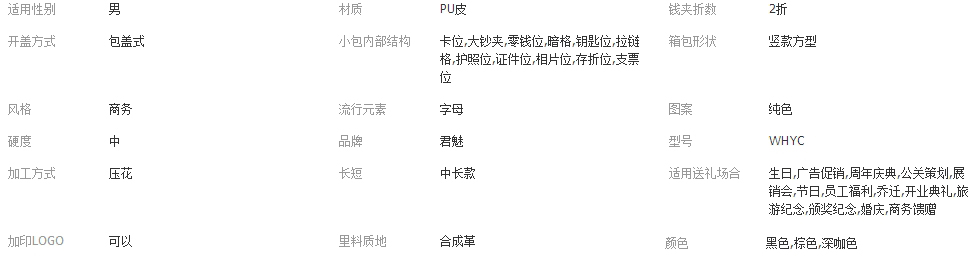 适用性别 男 材质 PU皮 钱夹折数 2折
开盖方式 包盖式 小包内部结构 卡位,大钞夹,零钱位,暗格,钥匙位,拉链 箱包形状 竖款方型
格,护照位,证件位,相片位,存折位,支票
位
风格 商务 流行元素 字母 图案 纯色
硬度 中 品牌 君魅 型号 WHYC
加工方式 压花 长短 中长款 适用送礼场合 生日,广告促销,周年庆典,公关策划,展
销会,节日,员工福利,乔迁,开业典礼,旅
游纪念,颁奖纪念,婚庆,商务馈赠
加印LOGO 可以 里料质地 合成革 颜色 黑色,棕色,深咖色